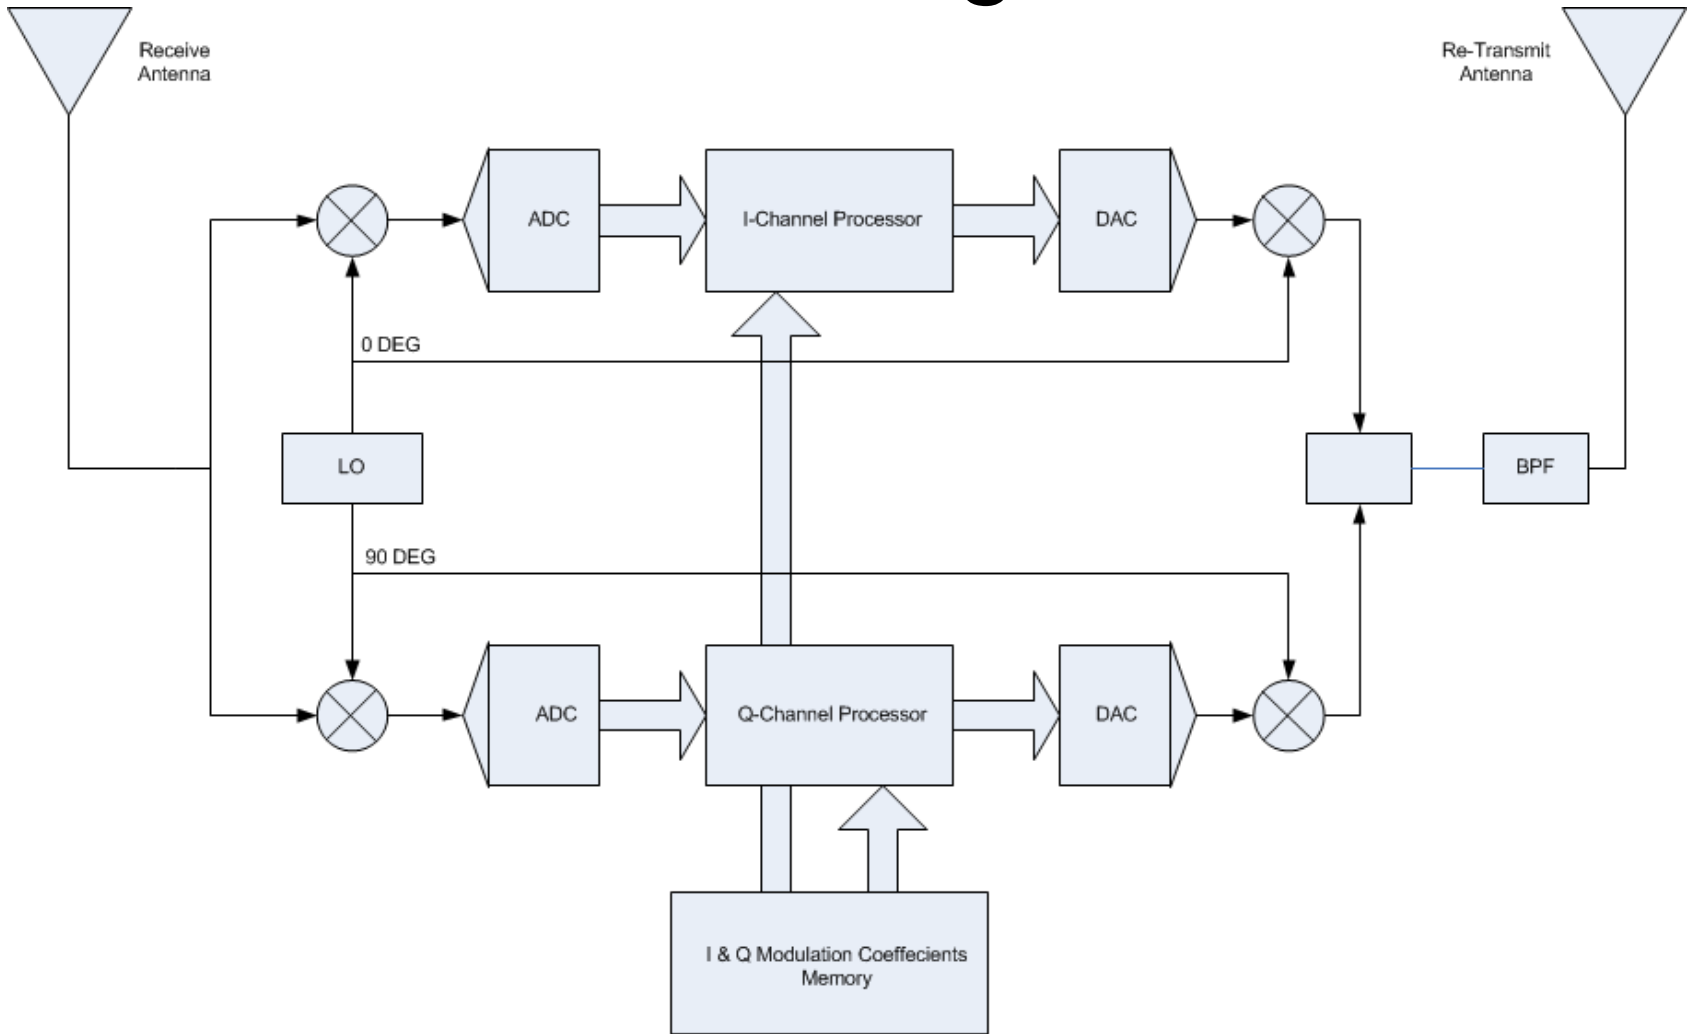 Receive
Antenna
Re-Transmit
Antenna
ADC
I-Channel Processor
DAC
0 DEG
LO
BPF
90 DEG
ADC
Q-Channel Processor
DAC
I & Q Modulation Coeffecients
Memory